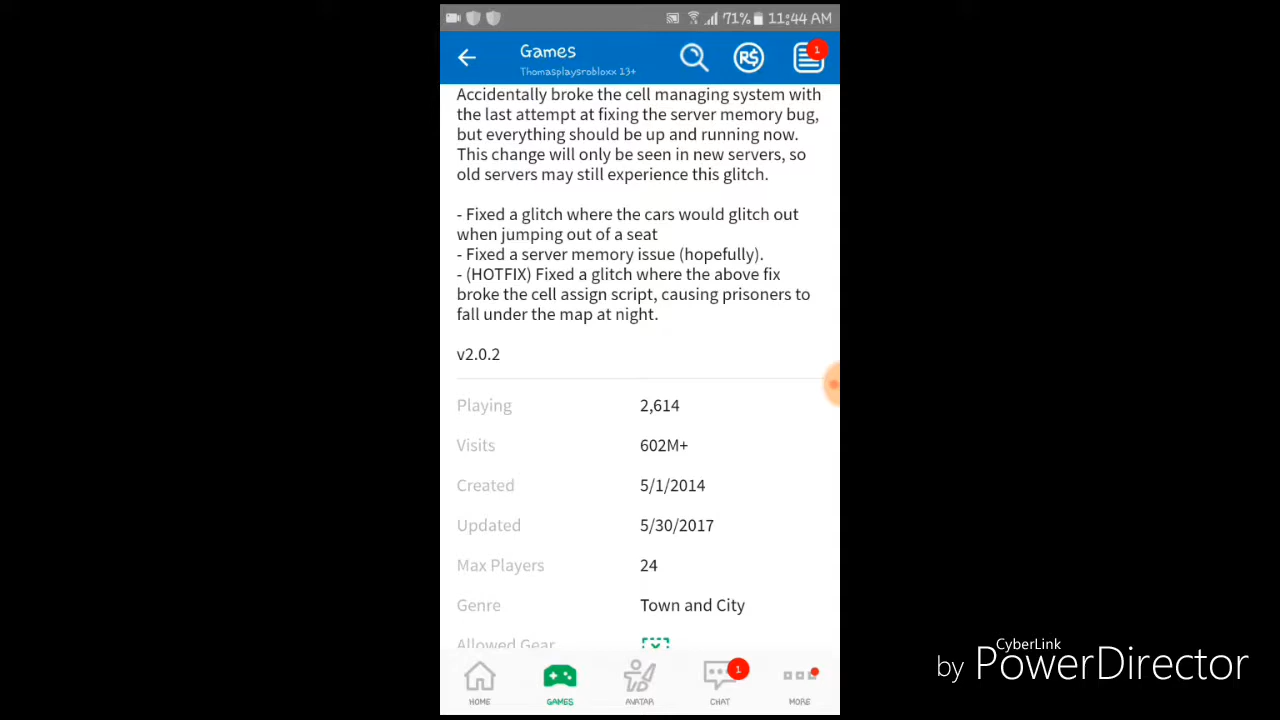 71% 11:44 AM
Games
Thomasplaysrobloxx 13+
R$
1
Accidentally broke the cell managing system with
the last attempt at fixing the server memory bug,
but everything should be up and running now.
This change will only be seen in new servers, so
old servers may still experience this glitch.
- Fixed a glitch where the cars would glitch out
when jumping out of a seat
- Fixed a server memory issue (hopefully).
- (HOTFIX) Fixed a glitch where the above fix
broke the cell assign script, causing prisoners to
fall under the map at night.
v2.0.2
Playing 2,614
Visits 602M+
Created 5/1/2014
Updated 5/30/2017
Max Players 24
Genre Town and City
Allowed Gear
1
HOME GAMES AVATAR CHAT MORE
CyberLink
by PowerDirector